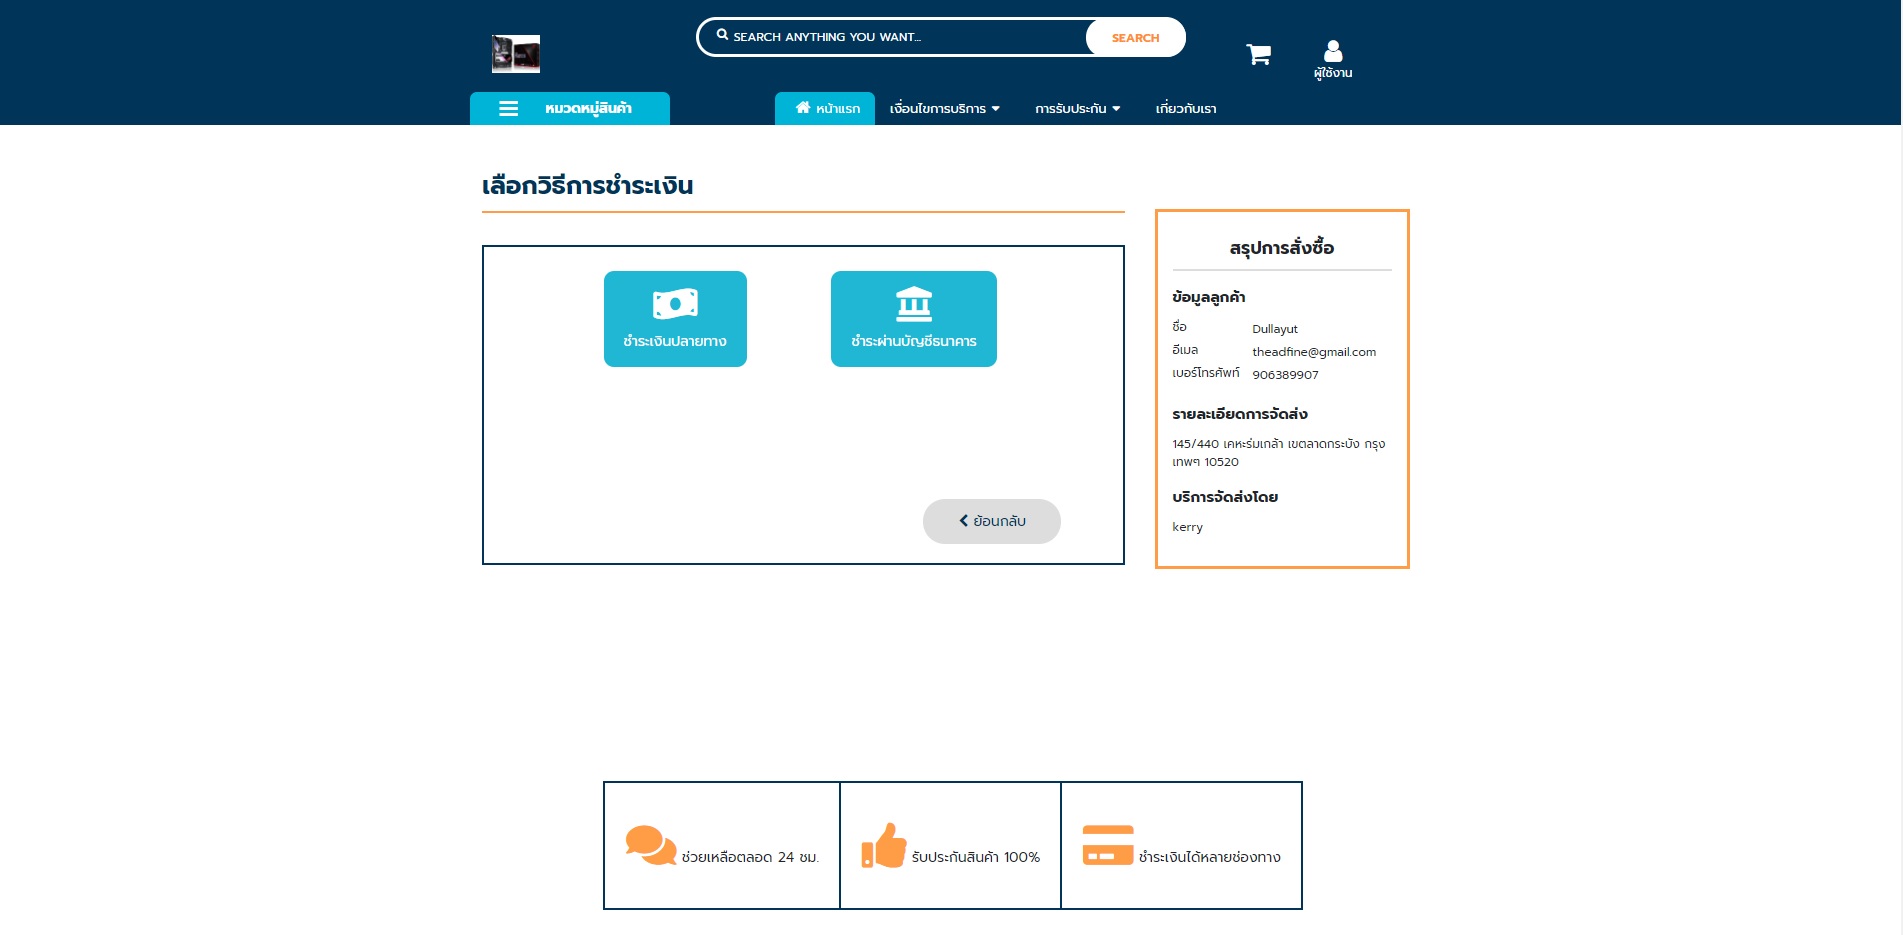 SEARCH ANYTHING YOU WANT...
SEARCH
ผู้ใช้งาน
หมวดหมู่สินค้า
หน้าแรก
เงื่อนไขการบริการ
การรับประกัน
เกี่ยวกับเรา
เลือกวิธีการชำระเงิน
ชำระเงินปลายทาง
ชำระผ่านบัญชีธนาคาร
ย้อนกลับ
สรุปการสั่งซื้อ
ข้อมูลลูกค้า
ชื่อ Dullayut
อีเมล theadfine@gmail.com
เบอร์โทรศัพท์ 906389907
รายละเอียดการจัดส่ง
145/440 เคหะร่มเกล้า เขตลาดกระบัง กรุง
เทพฯ 10520
บริการจัดส่งโดย
kerry
ช่วยเหลือตลอด 24 ชม.
รับประกันสินค้า 100%
ชำระเงินได้หลายช่องทาง